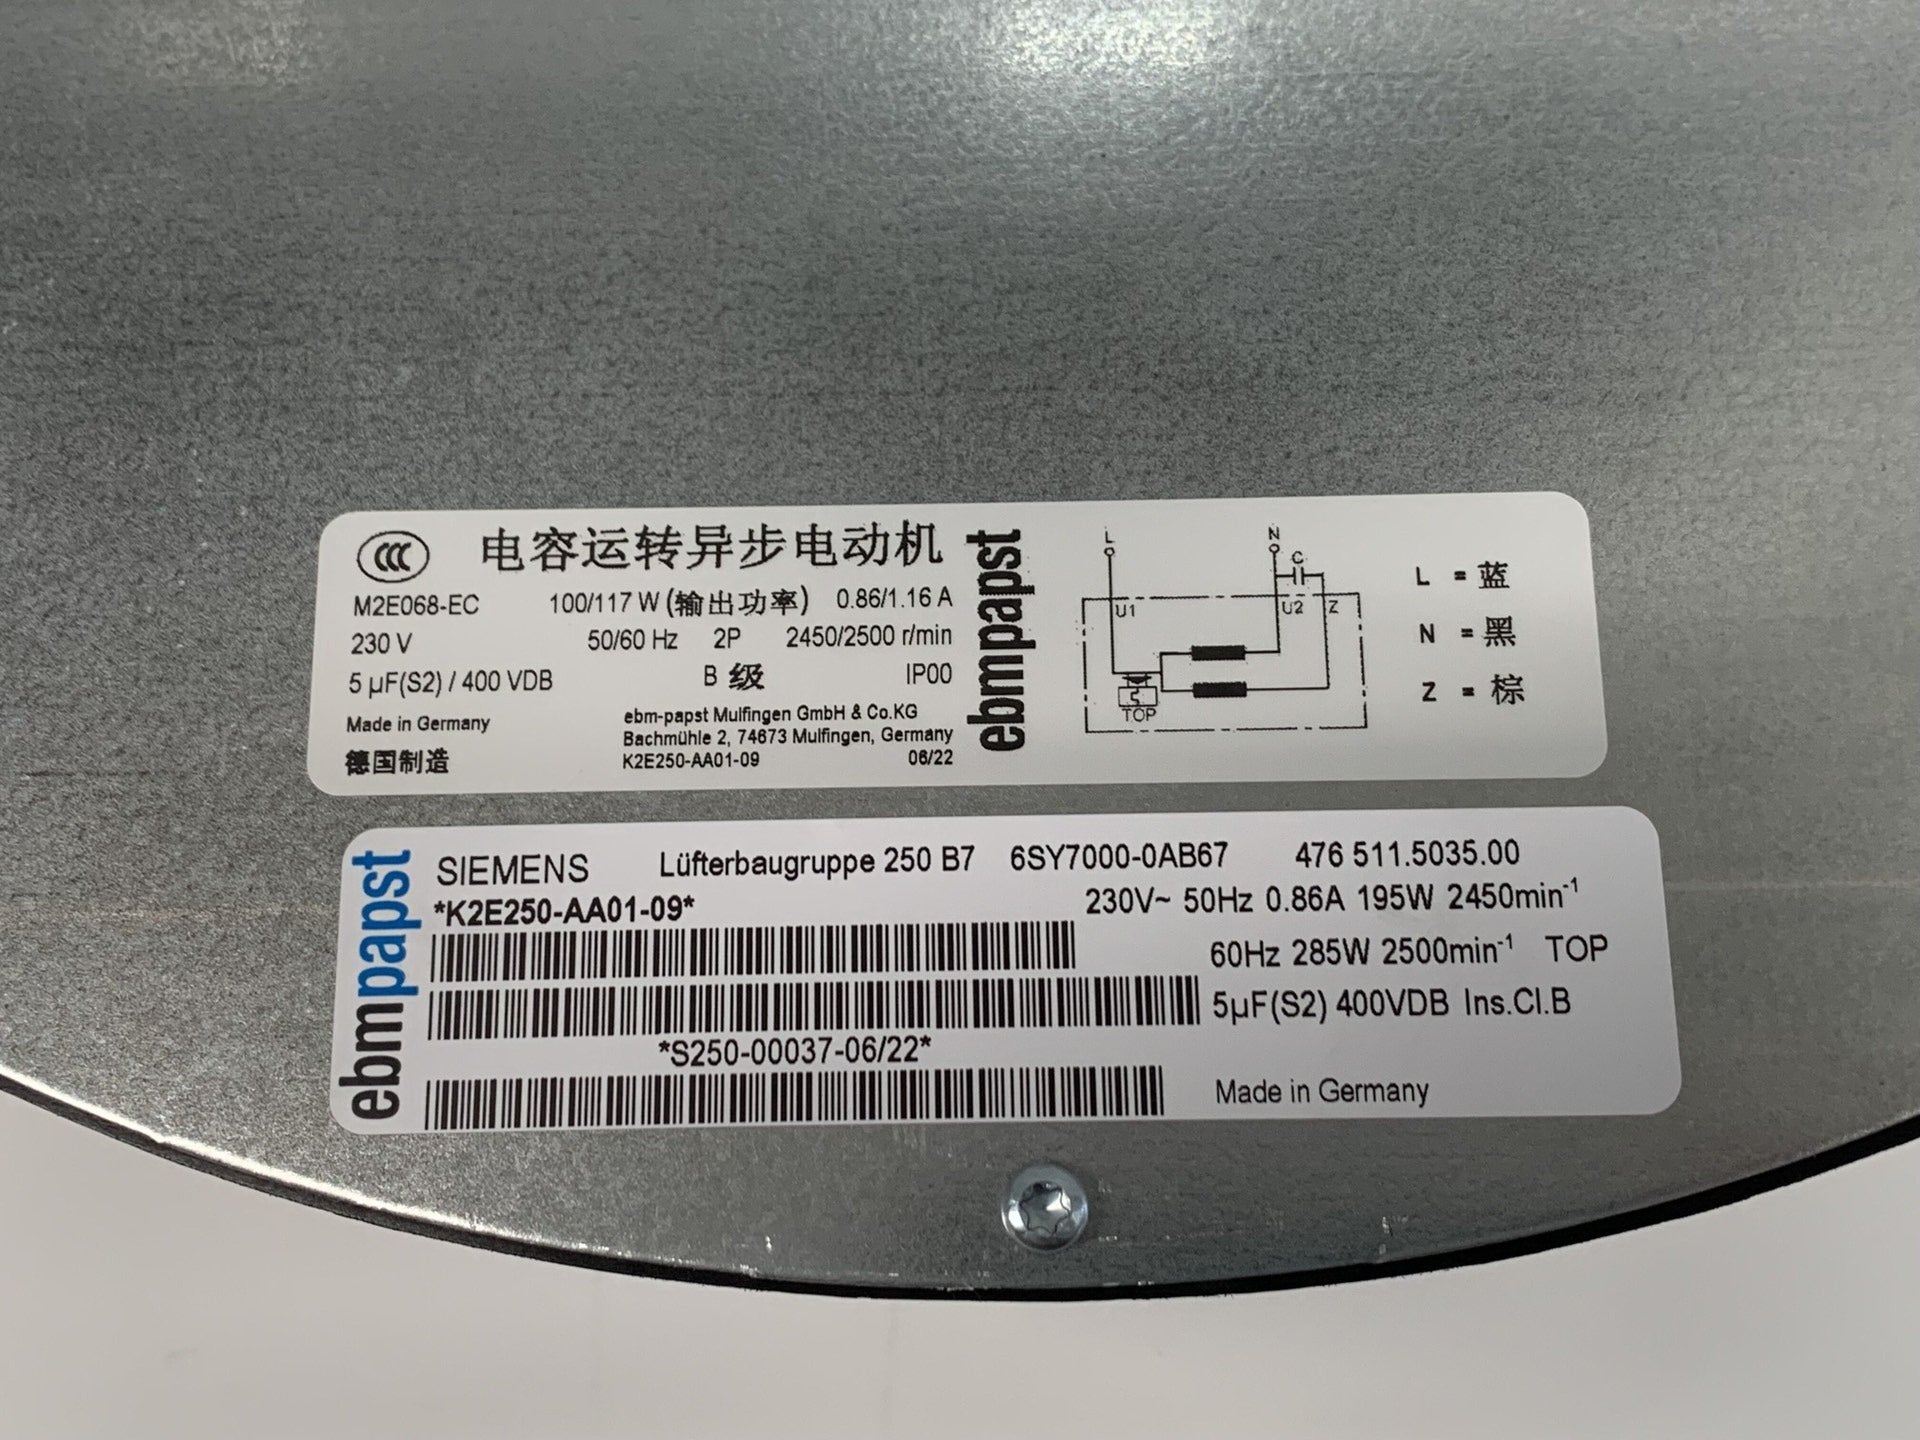 CCC 电容运转异步电动机
M2E068-EC 100/117 W (输出功率) 0.86/1.16 A
230 V 50/60 Hz 2P 2450/2500 r/min
5 µF(S2) / 400 VDB B 级 IP00
Made in Germany
德国制造
ebm-papst Mulfingen GmbH & Co.KG
Bachmühle 2, 74673 Mulfingen, Germany
K2E250-AA01-09 06/22
ebmpapst
L N
C
U1 U2 Z
TOP
L = 蓝
N = 黑
Z = 棕
ebmpapst
SIEMENS Lüfterbaugruppe 250 B7 6SY7000-0AB67 476 511.5035.00
*K2E250-AA01-09* 230V~ 50Hz 0.86A 195W 2450min⁻¹
60Hz 285W 2500min⁻¹ TOP
5µF(S2) 400VDB Ins.Cl.B
*S250-00037-06/22*
Made in Germany